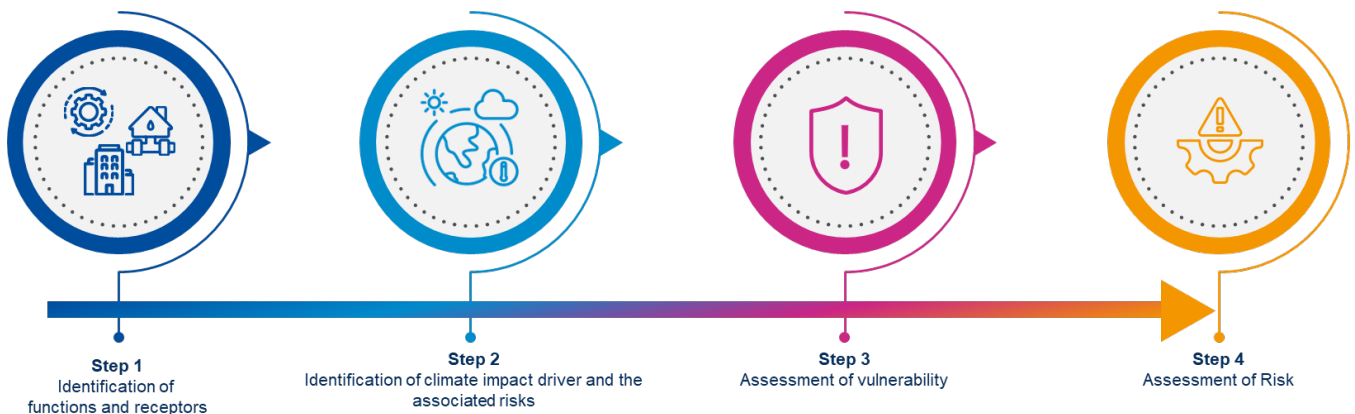 Step 1
Identification of
functions and receptors
Step 2
Identification of climate impact driver and the
associated risks
Step 3
Assessment of vulnerability
Step 4
Assessment of Risk